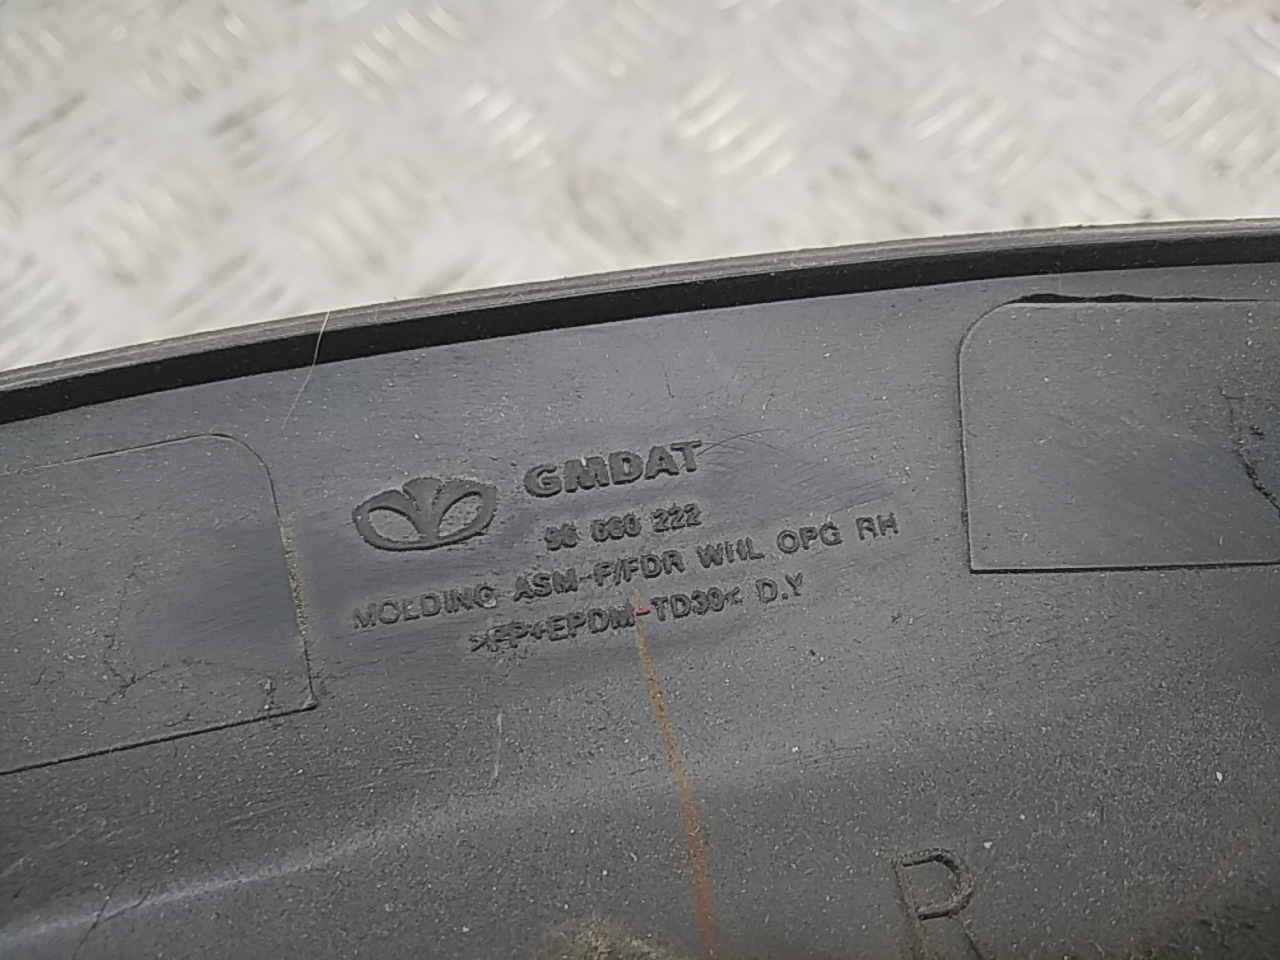 GMDAT
96 660 222
MOLDING ASM-F/FDR WHL OPG RH
>PP+EPDM-TD30< D.Y
R